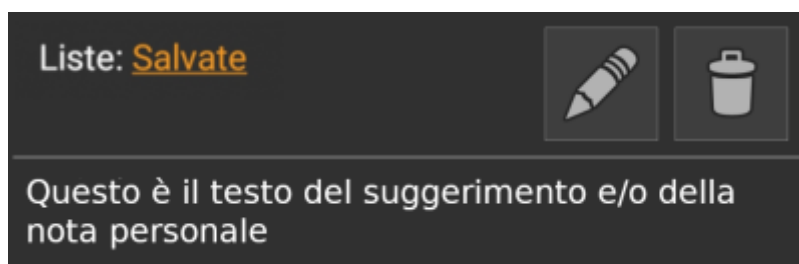 Liste: Salvate
Questo è il testo del suggerimento e/o della
nota personale